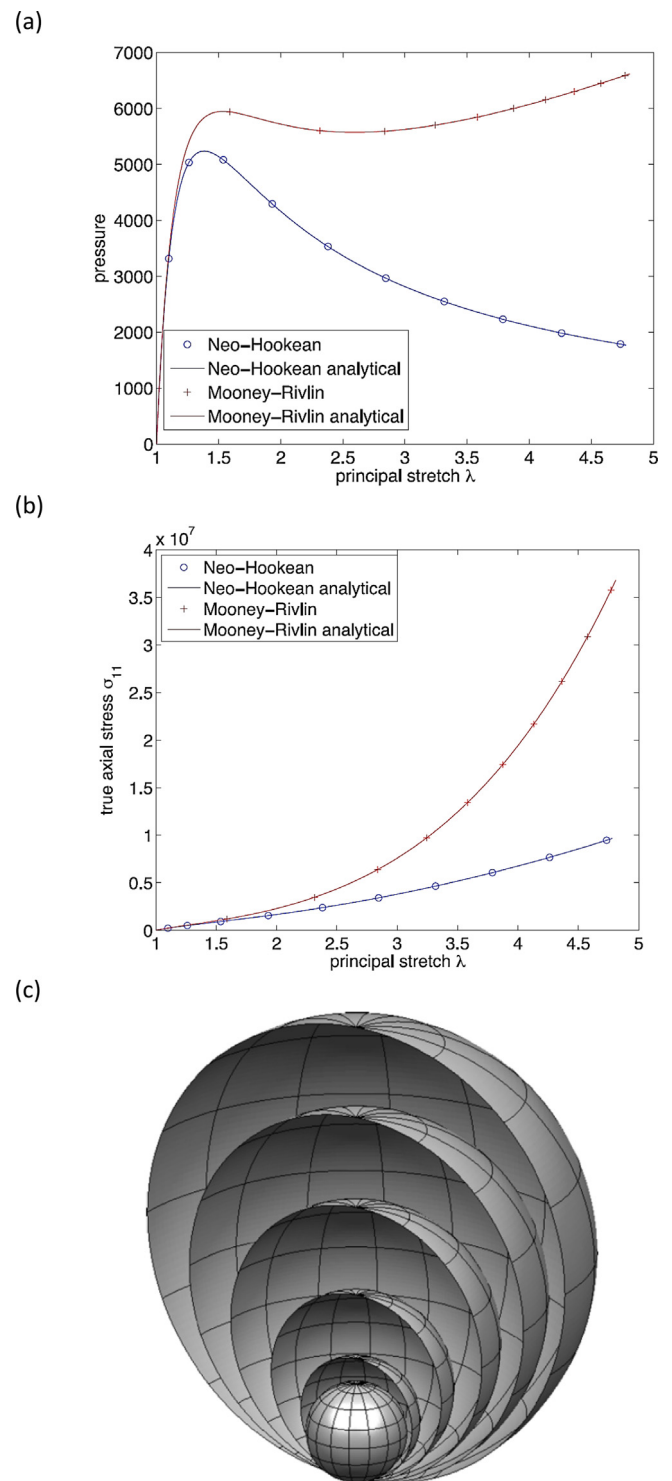 (a)
7000
6000
5000
4000
3000
2000
1000
0
pressure
Neo-Hookean
Neo-Hookean analytical
Mooney-Rivlin
Mooney-Rivlin analytical
1 1.5 2 2.5 3 3.5 4 4.5 5
principal stretch λ
(b)
x 10^7
4
3.5
3
2.5
2
1.5
1
0.5
0
true axial stress σ11
Neo-Hookean
Neo-Hookean analytical
Mooney-Rivlin
Mooney-Rivlin analytical
1 1.5 2 2.5 3 3.5 4 4.5 5
principal stretch λ
(c)